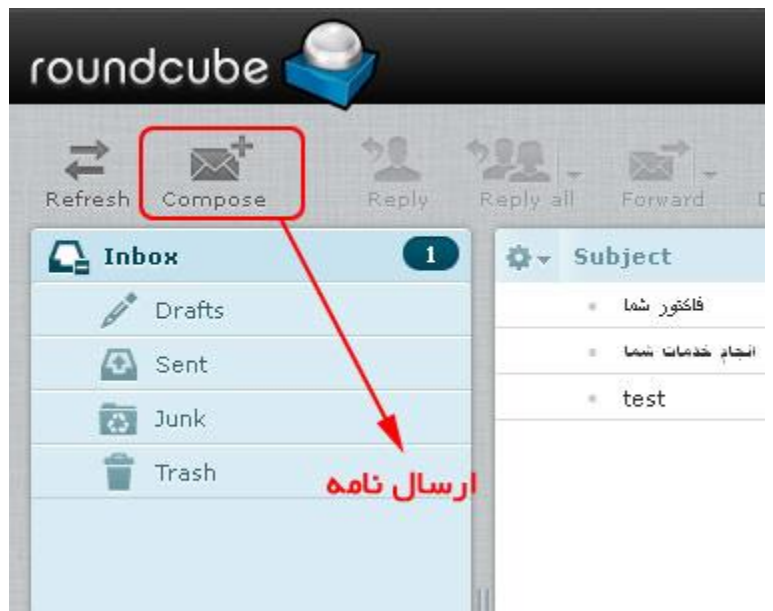 roundcube
Refresh Compose Reply Reply all Forward
Inbox 1
Subject
Drafts
فاکتور شما
Sent
انجام خدمات شما
Junk
test
Trash
ارسال نامه